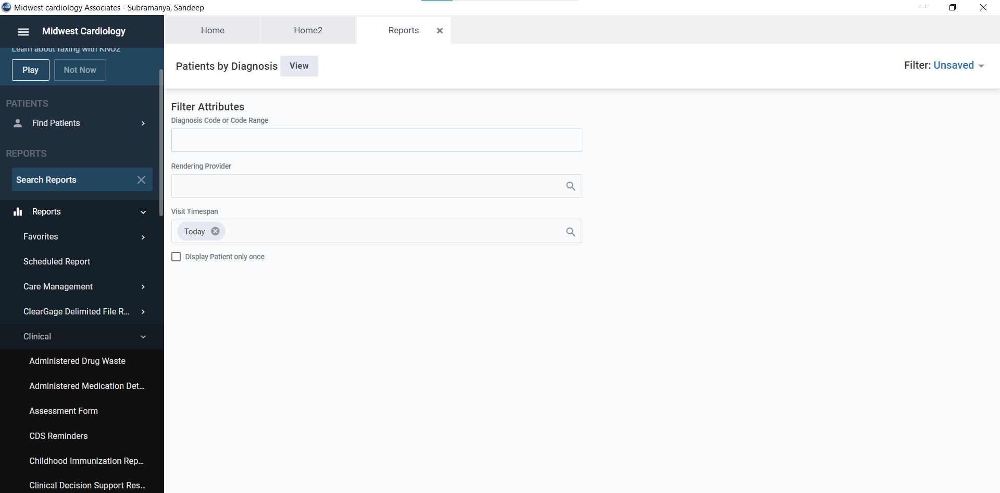 Midwest cardiology Associates - Subramanya, Sandeep
Midwest Cardiology
Learn about faxing with KNO2
Play
Not Now
PATIENTS
Find Patients
REPORTS
Search Reports
Reports
Favorites
Scheduled Report
Care Management
ClearGage Delimited File R...
Clinical
Administered Drug Waste
Administered Medication Det...
Assessment Form
CDS Reminders
Childhood Immunization Rep...
Clinical Decision Support Res...
Home
Home2
Reports
Patients by Diagnosis
View
Filter: Unsaved
Filter Attributes
Diagnosis Code or Code Range
Rendering Provider
Visit Timespan
Today
Display Patient only once